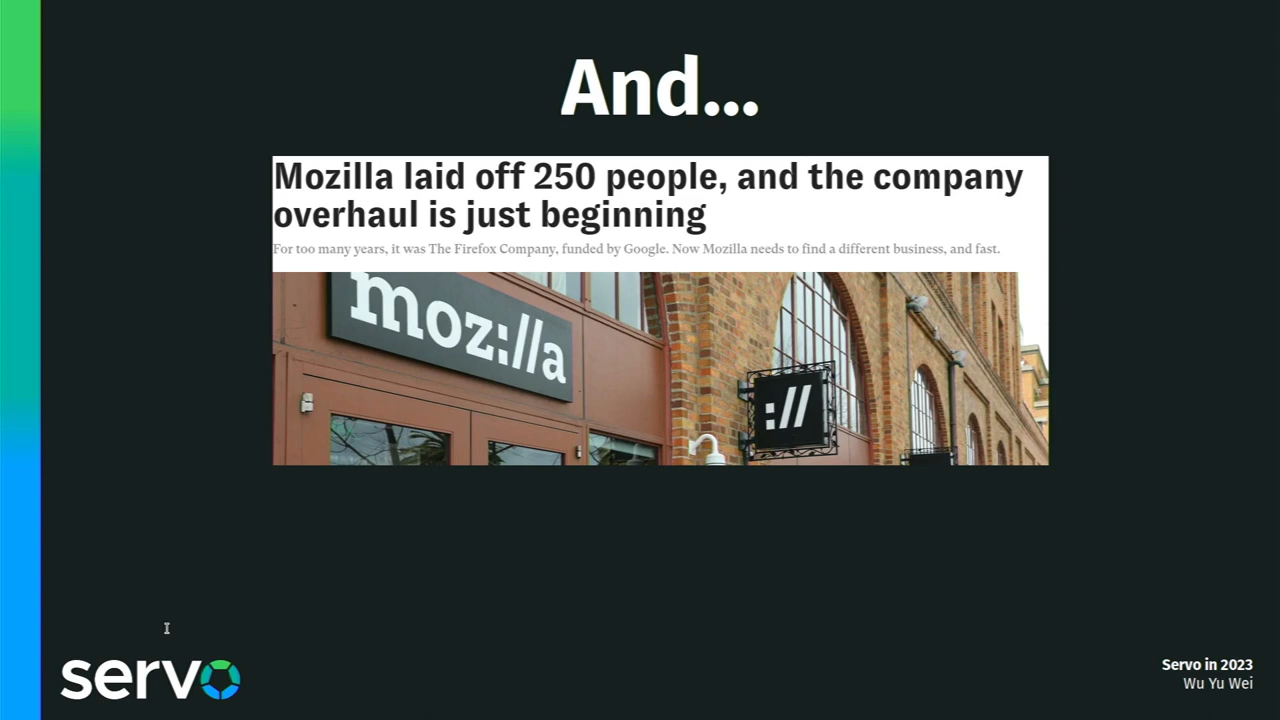 And...
Mozilla laid off 250 people, and the company
overhaul is just beginning
For too many years, it was The Firefox Company, funded by Google. Now Mozilla needs to find a different business, and fast.
moz://a
://
servo
Servo in 2023
Wu Yu Wei